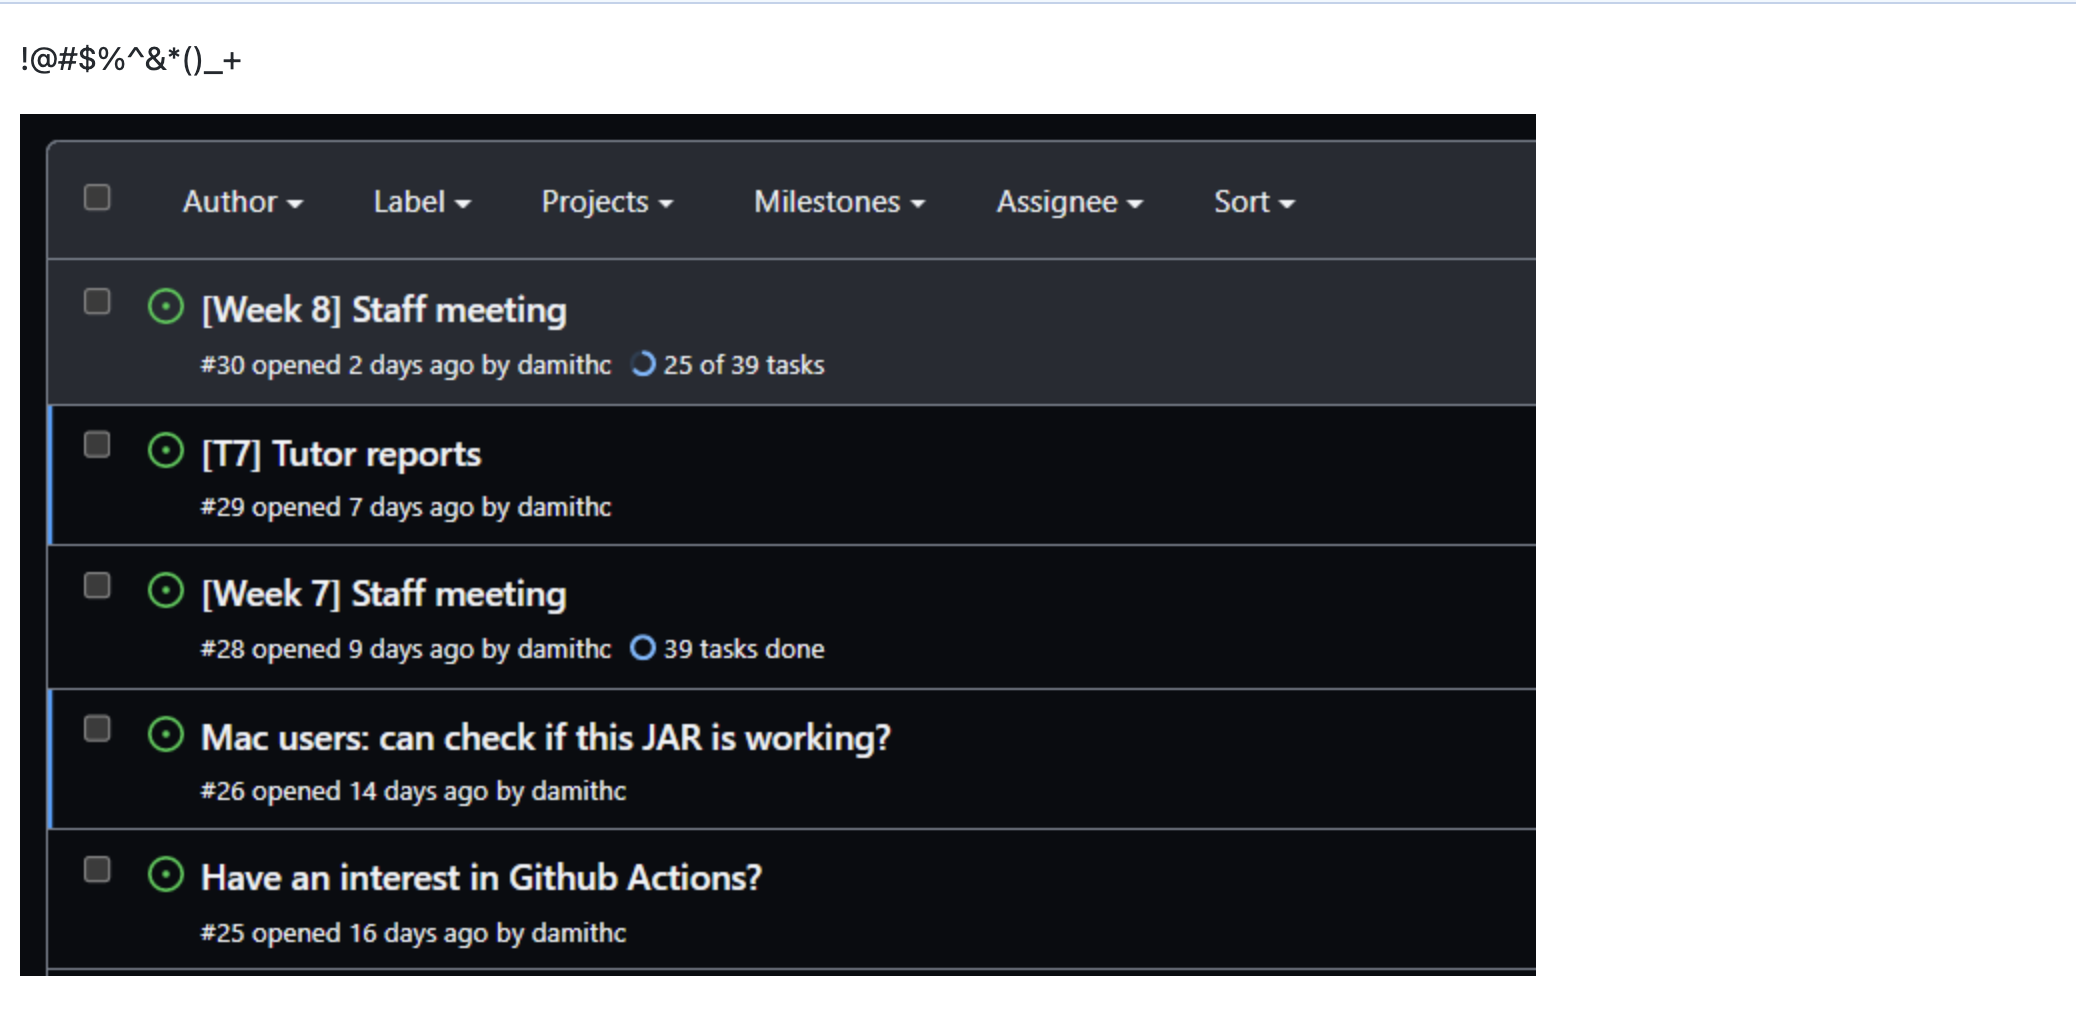 !@#$%^&*()_+
Author Label Projects Milestones Assignee Sort
[Week 8] Staff meeting
#30 opened 2 days ago by damithc 25 of 39 tasks
[T7] Tutor reports
#29 opened 7 days ago by damithc
[Week 7] Staff meeting
#28 opened 9 days ago by damithc 39 tasks done
Mac users: can check if this JAR is working?
#26 opened 14 days ago by damithc
Have an interest in Github Actions?
#25 opened 16 days ago by damithc